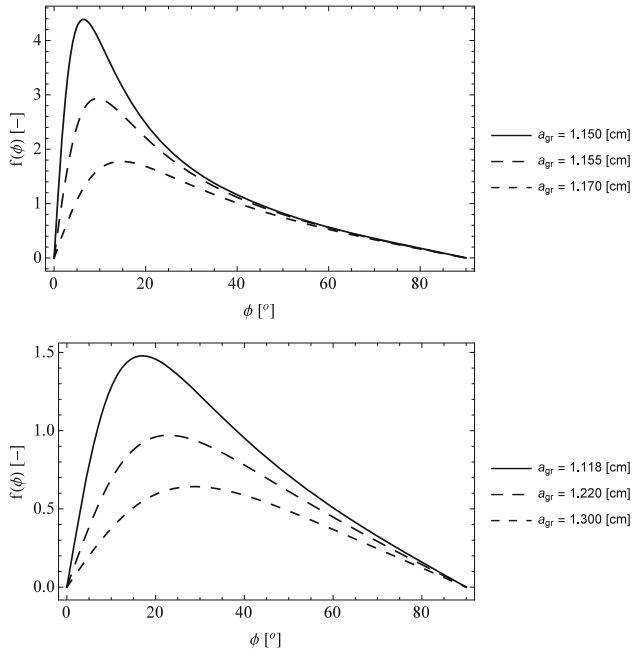 4
3
2
1
0
f(ϕ) [-]
0 20 40 60 80
ϕ [°]
a_gr = 1.150 [cm]
a_gr = 1.155 [cm]
a_gr = 1.170 [cm]
1.5
1.0
0.5
0.0
f(ϕ) [-]
0 20 40 60 80
ϕ [°]
a_gr = 1.118 [cm]
a_gr = 1.220 [cm]
a_gr = 1.300 [cm]